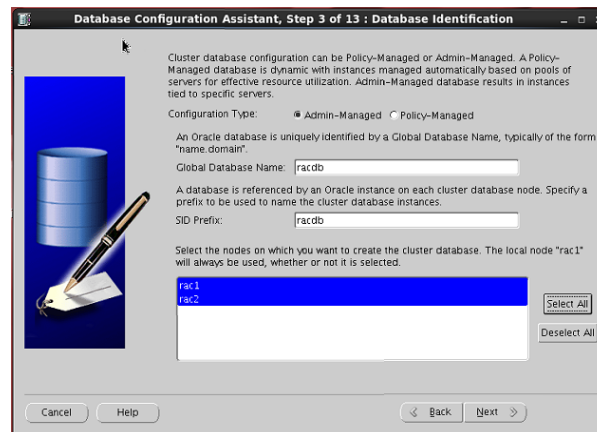 Database Configuration Assistant, Step 3 of 13 : Database Identification
Cluster database configuration can be Policy-Managed or Admin-Managed. A Policy-
Managed database is dynamic with instances managed automatically based on pools of
servers for effective resource utilization. Admin-Managed database results in instances
tied to specific servers.
Configuration Type: Admin-Managed Policy-Managed
An Oracle database is uniquely identified by a Global Database Name, typically of the form
"name.domain".
Global Database Name: racdb
A database is referenced by an Oracle instance on each cluster database node. Specify a
prefix to be used to name the cluster database instances.
SID Prefix: racdb
Select the nodes on which you want to create the cluster database. The local node "rac1"
will always be used, whether or not it is selected.
rac1
rac2
Select All
Deselect All
Cancel Help Back Next